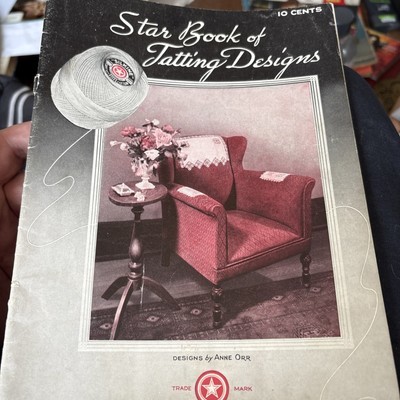 10 CENTS
Star Book of
Tatting Designs
DESIGNS by ANNE ORR
TRADE MARK